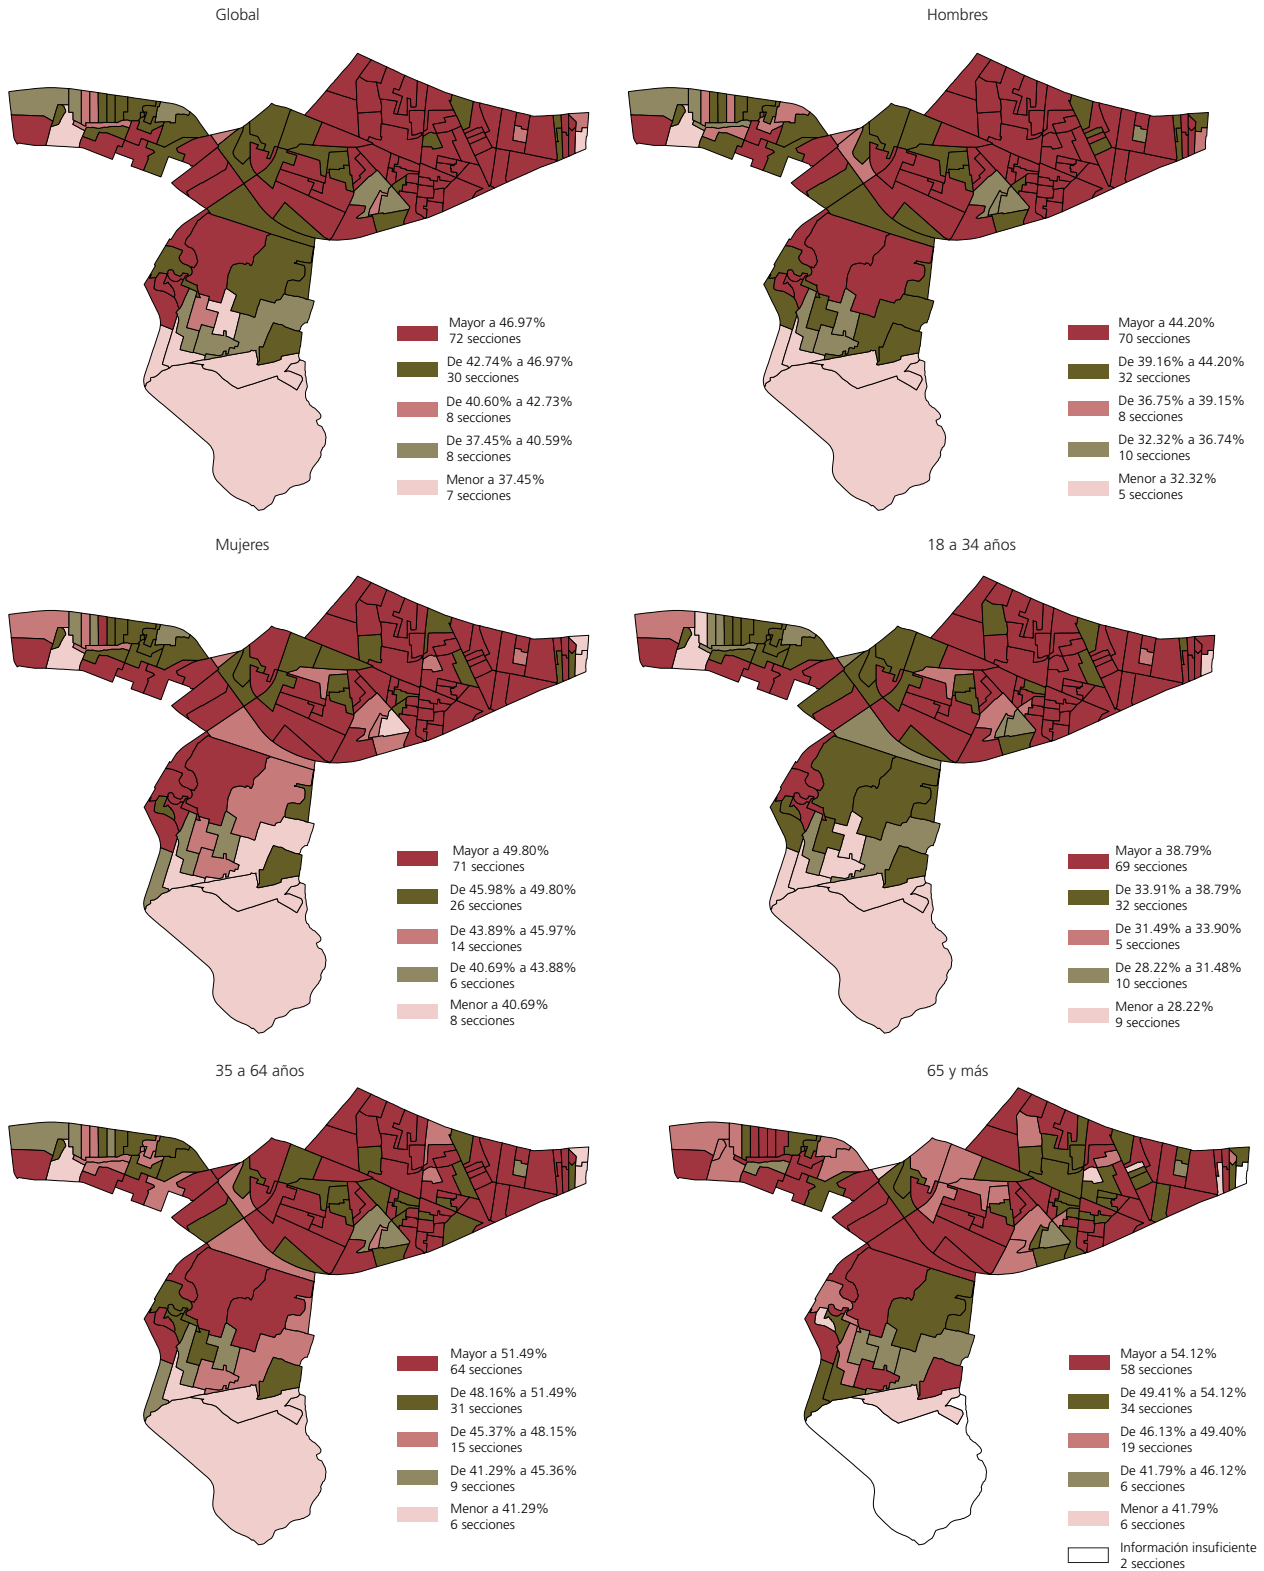 Global
Mayor a 46.97%
72 secciones
De 42.74% a 46.97%
30 secciones
De 40.60% a 42.73%
8 secciones
De 37.45% a 40.59%
8 secciones
Menor a 37.45%
7 secciones
Hombres
Mayor a 44.20%
70 secciones
De 39.16% a 44.20%
32 secciones
De 36.75% a 39.15%
8 secciones
De 32.32% a 36.74%
10 secciones
Menor a 32.32%
5 secciones
Mujeres
Mayor a 49.80%
71 secciones
De 45.98% a 49.80%
26 secciones
De 43.89% a 45.97%
14 secciones
De 40.69% a 43.88%
6 secciones
Menor a 40.69%
8 secciones
18 a 34 años
Mayor a 38.79%
69 secciones
De 33.91% a 38.79%
32 secciones
De 31.49% a 33.90%
5 secciones
De 28.22% a 31.48%
10 secciones
Menor a 28.22%
9 secciones
35 a 64 años
Mayor a 51.49%
64 secciones
De 48.16% a 51.49%
31 secciones
De 45.37% a 48.15%
15 secciones
De 41.29% a 45.36%
9 secciones
Menor a 41.29%
6 secciones
65 y más
Mayor a 54.12%
58 secciones
De 49.41% a 54.12%
34 secciones
De 46.13% a 49.40%
19 secciones
De 41.79% a 46.12%
6 secciones
Menor a 41.79%
6 secciones
Información insuficiente
2 secciones